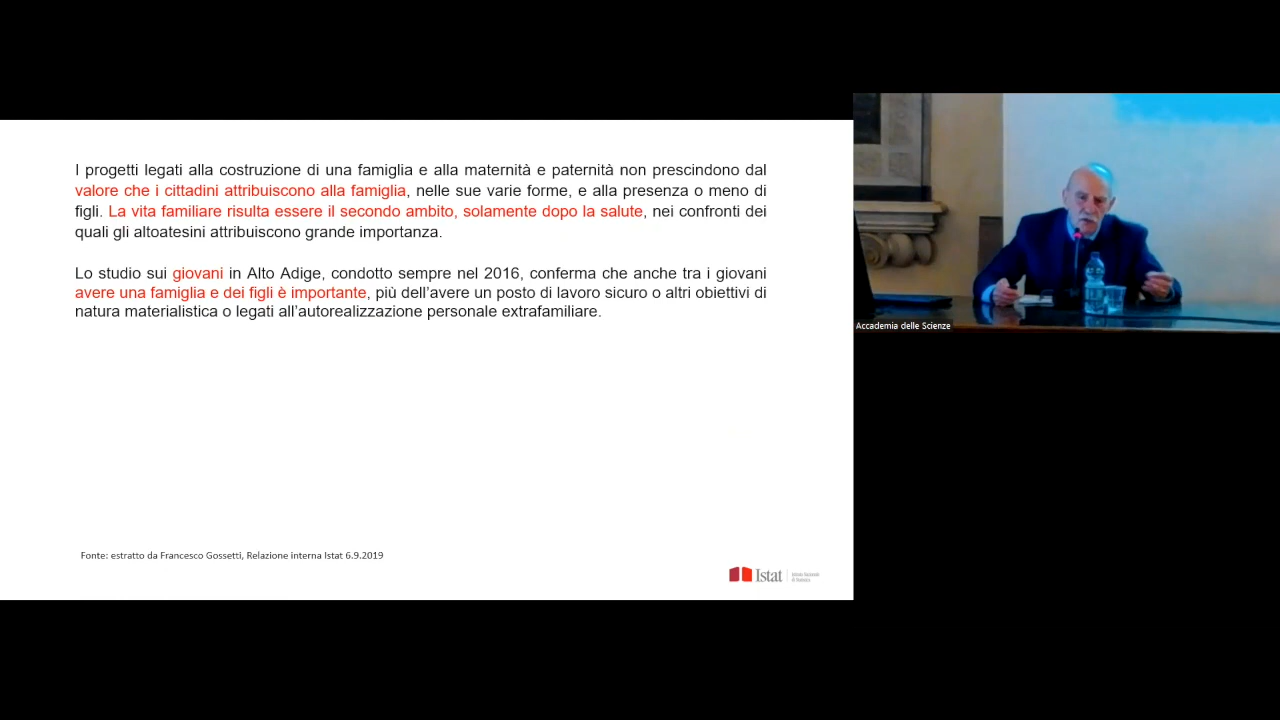 I progetti legati alla costruzione di una famiglia e alla maternità e paternità non prescindono dal
valore che i cittadini attribuiscono alla famiglia, nelle sue varie forme, e alla presenza o meno di
figli. La vita familiare risulta essere il secondo ambito, solamente dopo la salute, nei confronti dei
quali gli altoatesini attribuiscono grande importanza.
Lo studio sui giovani in Alto Adige, condotto sempre nel 2016, conferma che anche tra i giovani
avere una famiglia e dei figli è importante, più dell’avere un posto di lavoro sicuro o altri obiettivi di
natura materialistica o legati all’autorealizzazione personale extrafamiliare.
Fonte: estratto da Francesco Gossetti, Relazione interna Istat 6.9.2019
Istat
Accademia delle Scienze